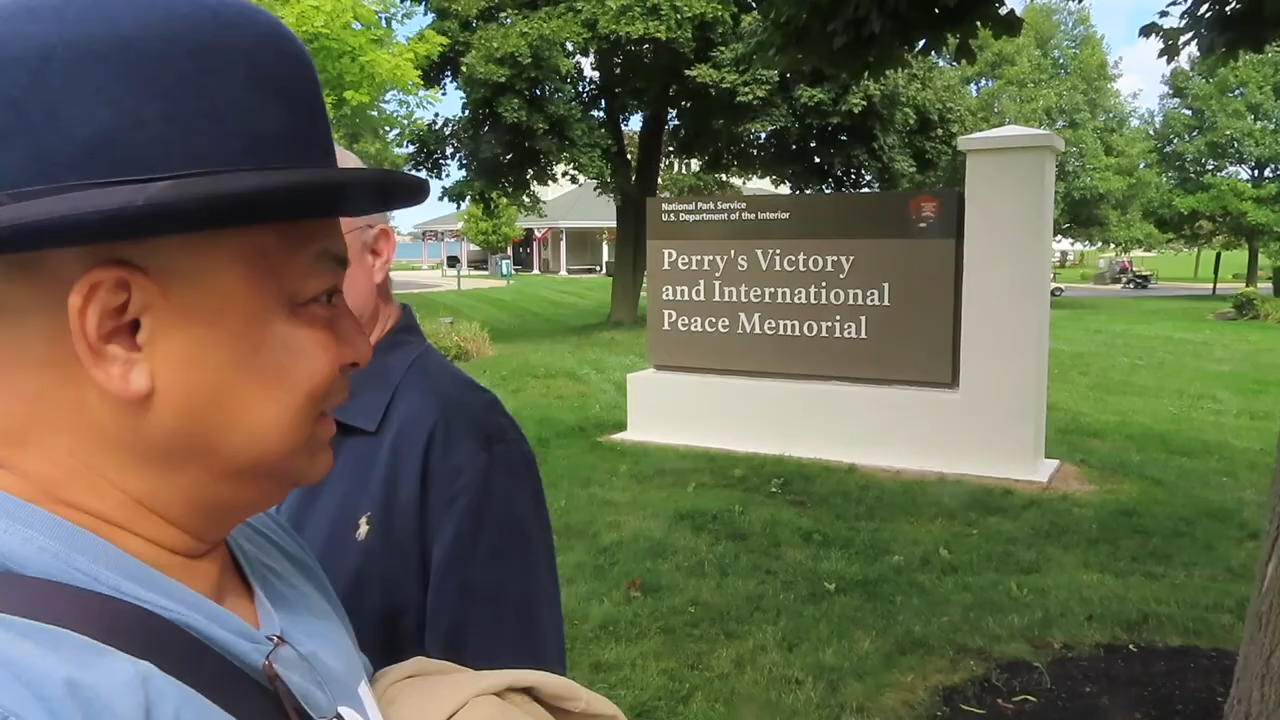 National Park Service
U.S. Department of the Interior
Perry's Victory
and International
Peace Memorial